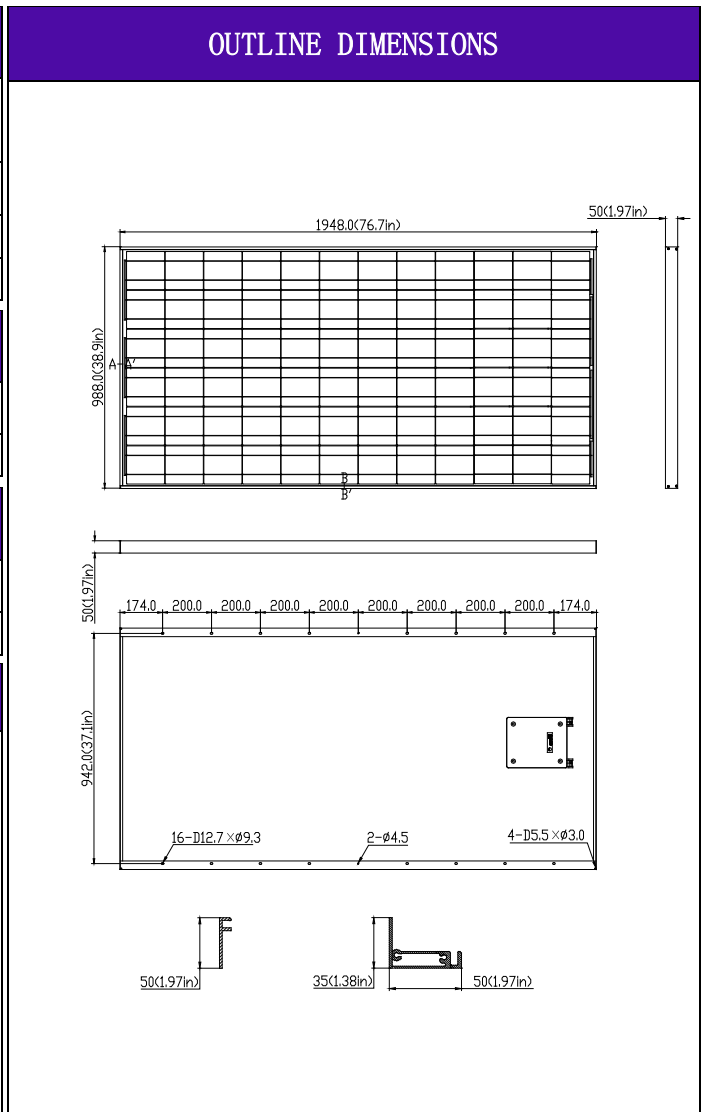 OUTLINE DIMENSIONS
50(1.97in)
1948.0(76.7in)
988.0(38.9in)
A-A'
B
B'
50(1.97in)
174.0 200.0 200.0 200.0 200.0 200.0 200.0 200.0 200.0 174.0
942.0(37.1in)
16-D12.7×ø9.3 2-ø4.5 4-D5.5×ø3.0
50(1.97in) 35(1.38in) 50(1.97in)